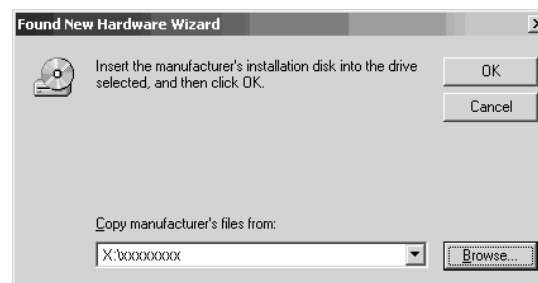 Found New Hardware Wizard
Insert the manufacturer's installation disk into the drive
selected, and then click OK.
OK
Cancel
Copy manufacturer's files from:
X:\xxxxxxxx
Browse...